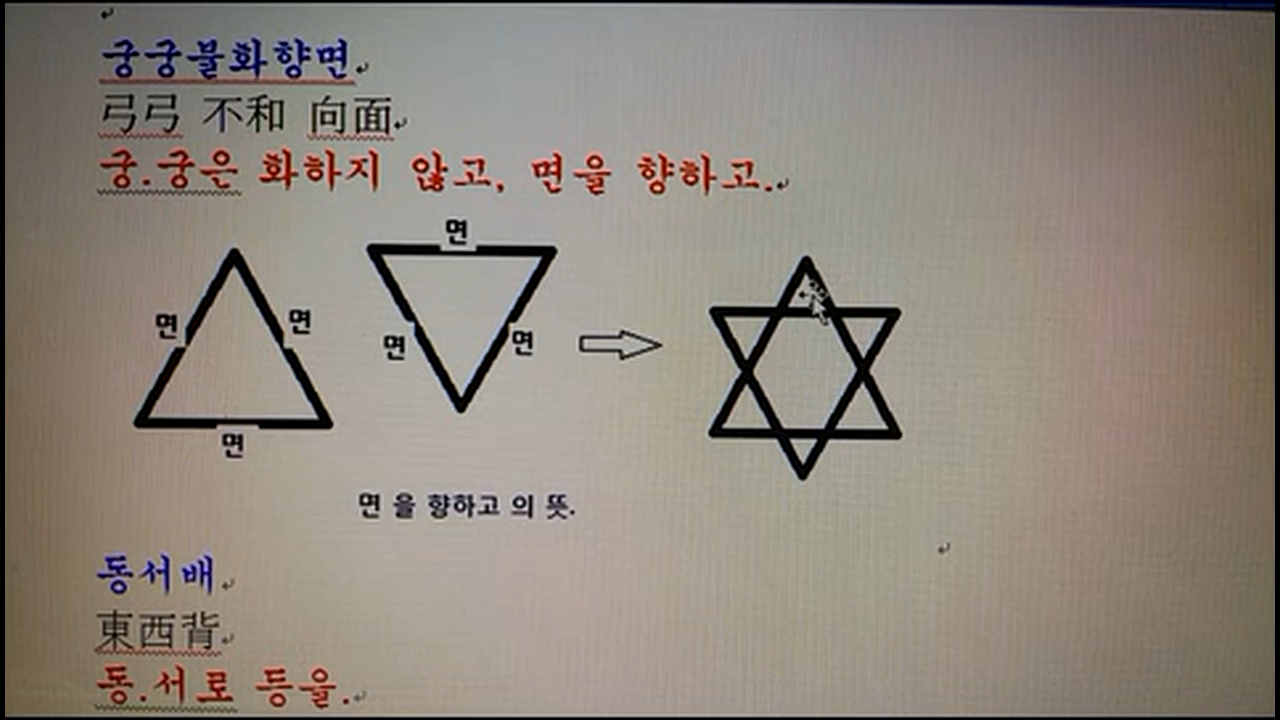 궁궁불화향면
弓弓 不和 向面
궁.궁은 화하지 않고, 면을 향하고.
면
면 면
면
면 면
면
면 을 향하고 의 뜻.
동서배
東西背
동.서로 등을.